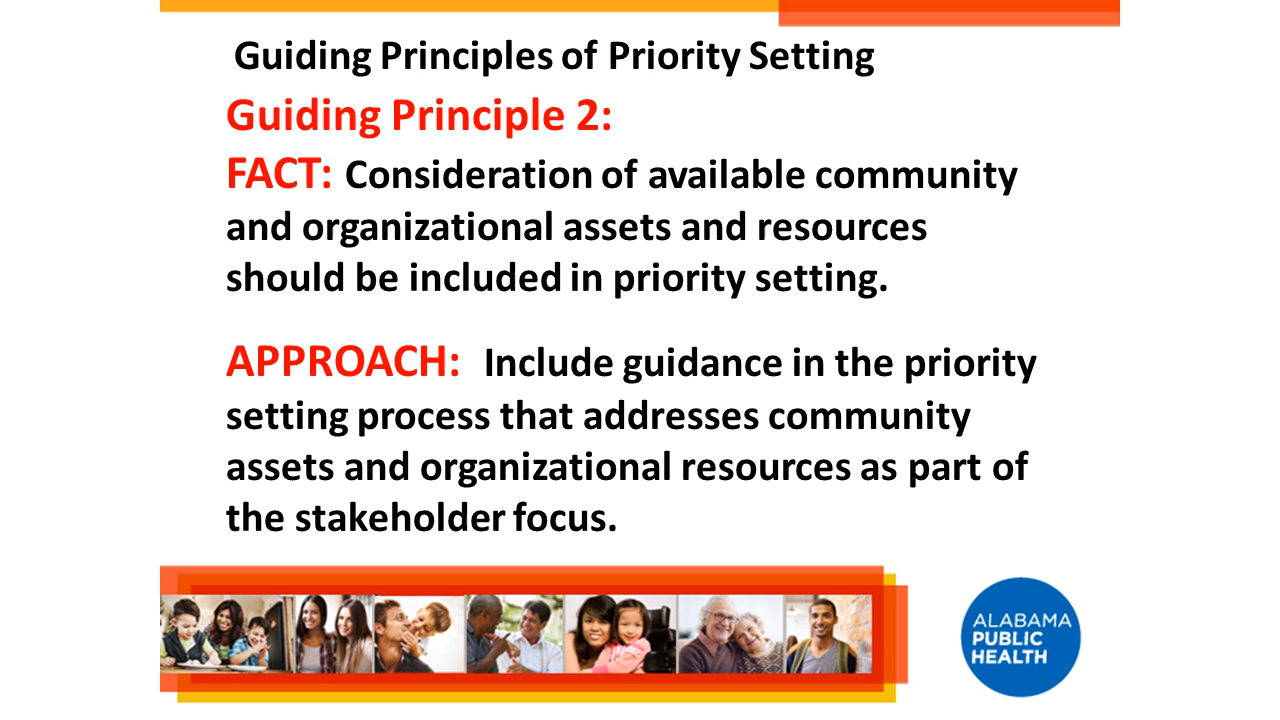 Guiding Principles of Priority Setting
Guiding Principle 2:
FACT: Consideration of available community
and organizational assets and resources
should be included in priority setting.
APPROACH: Include guidance in the priority
setting process that addresses community
assets and organizational resources as part of
the stakeholder focus.
ALABAMA
PUBLIC
HEALTH